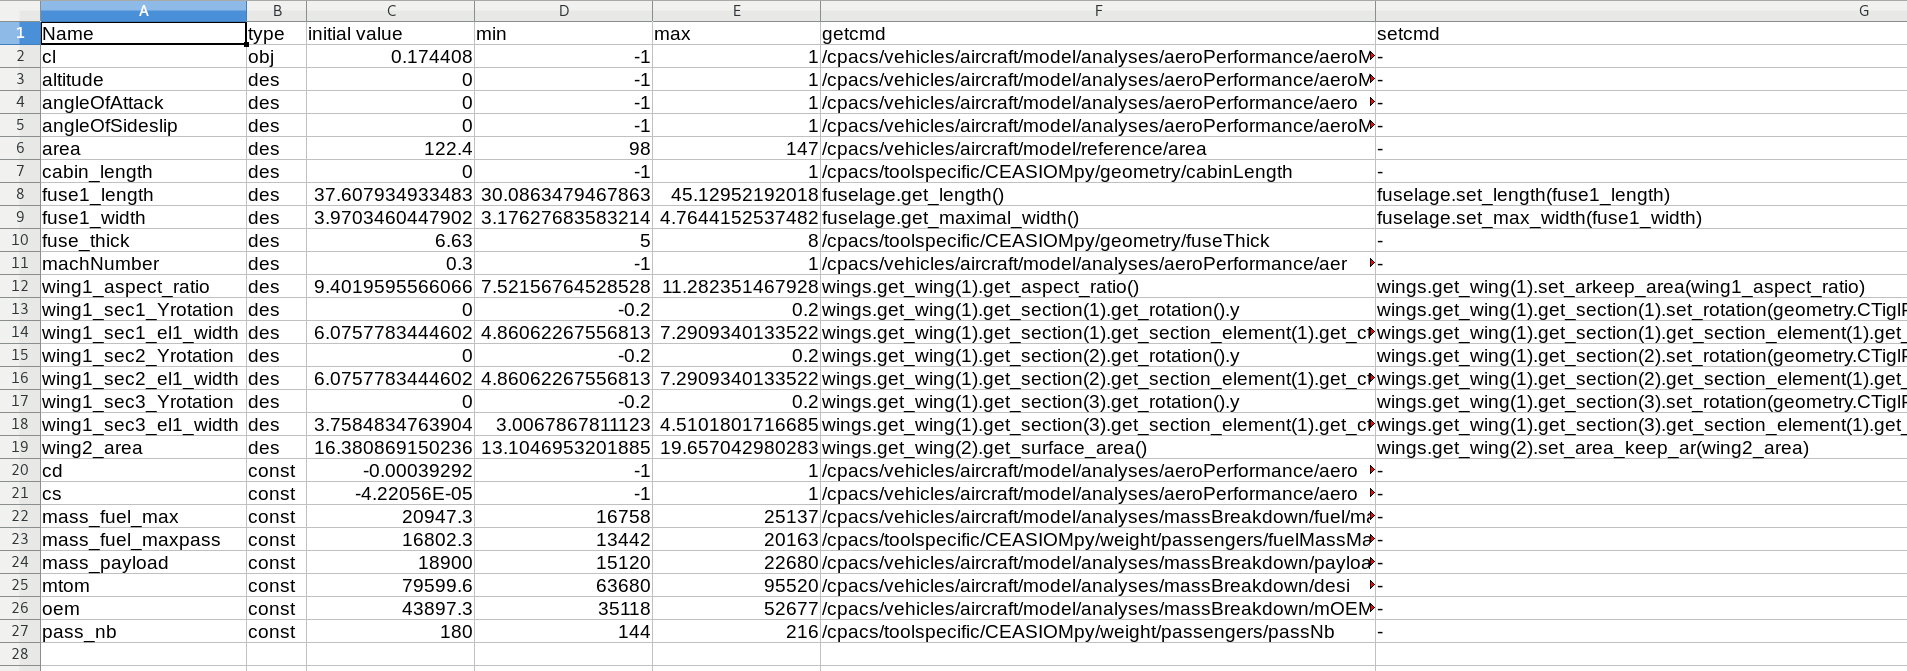 A B C D E F G
1 Name type initial value min max getcmd setcmd
2 cl obj 0.174408 -1 1 /cpacs/vehicles/aircraft/model/analyses/aeroPerformance/aeroM -
3 altitude des 0 -1 1 /cpacs/vehicles/aircraft/model/analyses/aeroPerformance/aeroM -
4 angleOfAttack des 0 -1 1 /cpacs/vehicles/aircraft/model/analyses/aeroPerformance/aero -
5 angleOfSideslip des 0 -1 1 /cpacs/vehicles/aircraft/model/analyses/aeroPerformance/aeroM -
6 area des 122.4 98 147 /cpacs/vehicles/aircraft/model/reference/area -
7 cabin_length des 0 -1 1 /cpacs/toolspecific/CEASIOMpy/geometry/cabinLength -
8 fuse1_length des 37.607934933483 30.0863479467863 45.12952192018 fuselage.get_length() fuselage.set_length(fuse1_length)
9 fuse1_width des 3.9703460447902 3.17627683583214 4.7644152537482 fuselage.get_maximal_width() fuselage.set_max_width(fuse1_width)
10 fuse_thick des 6.63 5 8 /cpacs/toolspecific/CEASIOMpy/geometry/fuseThick -
11 machNumber des 0.3 -1 1 /cpacs/vehicles/aircraft/model/analyses/aeroPerformance/aer -
12 wing1_aspect_ratio des 9.4019595566066 7.52156764528528 11.282351467928 wings.get_wing(1).get_aspect_ratio() wings.get_wing(1).set_arkeep_area(wing1_aspect_ratio)
13 wing1_sec1_Yrotation des 0 -0.2 0.2 wings.get_wing(1).get_section(1).get_rotation().y wings.get_wing(1).get_section(1).set_rotation(geometry.CTiglP
14 wing1_sec1_el1_width des 6.0757783444602 4.86062267556813 7.2909340133522 wings.get_wing(1).get_section(1).get_section_element(1).get_ct wings.get_wing(1).get_section(1).get_section_element(1).get_
15 wing1_sec2_Yrotation des 0 -0.2 0.2 wings.get_wing(1).get_section(2).get_rotation().y wings.get_wing(1).get_section(2).set_rotation(geometry.CTiglP
16 wing1_sec2_el1_width des 6.0757783444602 4.86062267556813 7.2909340133522 wings.get_wing(1).get_section(2).get_section_element(1).get_ct wings.get_wing(1).get_section(2).get_section_element(1).get_
17 wing1_sec3_Yrotation des 0 -0.2 0.2 wings.get_wing(1).get_section(3).get_rotation().y wings.get_wing(1).get_section(3).set_rotation(geometry.CTiglP
18 wing1_sec3_el1_width des 3.7584834763904 3.0067867811123 4.5101801716685 wings.get_wing(1).get_section(3).get_section_element(1).get_ct wings.get_wing(1).get_section(3).get_section_element(1).get_
19 wing2_area des 16.380869150236 13.1046953201885 19.657042980283 wings.get_wing(2).get_surface_area() wings.get_wing(2).set_area_keep_ar(wing2_area)
20 cd const -0.00039292 -1 1 /cpacs/vehicles/aircraft/model/analyses/aeroPerformance/aero -
21 cs const -4.22056E-05 -1 1 /cpacs/vehicles/aircraft/model/analyses/aeroPerformance/aero -
22 mass_fuel_max const 20947.3 16758 25137 /cpacs/vehicles/aircraft/model/analyses/massBreakdown/fuel/ma -
23 mass_fuel_maxpass const 16802.3 13442 20163 /cpacs/toolspecific/CEASIOMpy/weight/passengers/fuelMassMa -
24 mass_payload const 18900 15120 22680 /cpacs/vehicles/aircraft/model/analyses/massBreakdown/payloa -
25 mtom const 79599.6 63680 95520 /cpacs/vehicles/aircraft/model/analyses/massBreakdown/desi -
26 oem const 43897.3 35118 52677 /cpacs/vehicles/aircraft/model/analyses/massBreakdown/mOEM -
27 pass_nb const 180 144 216 /cpacs/toolspecific/CEASIOMpy/weight/passengers/passNb -
28